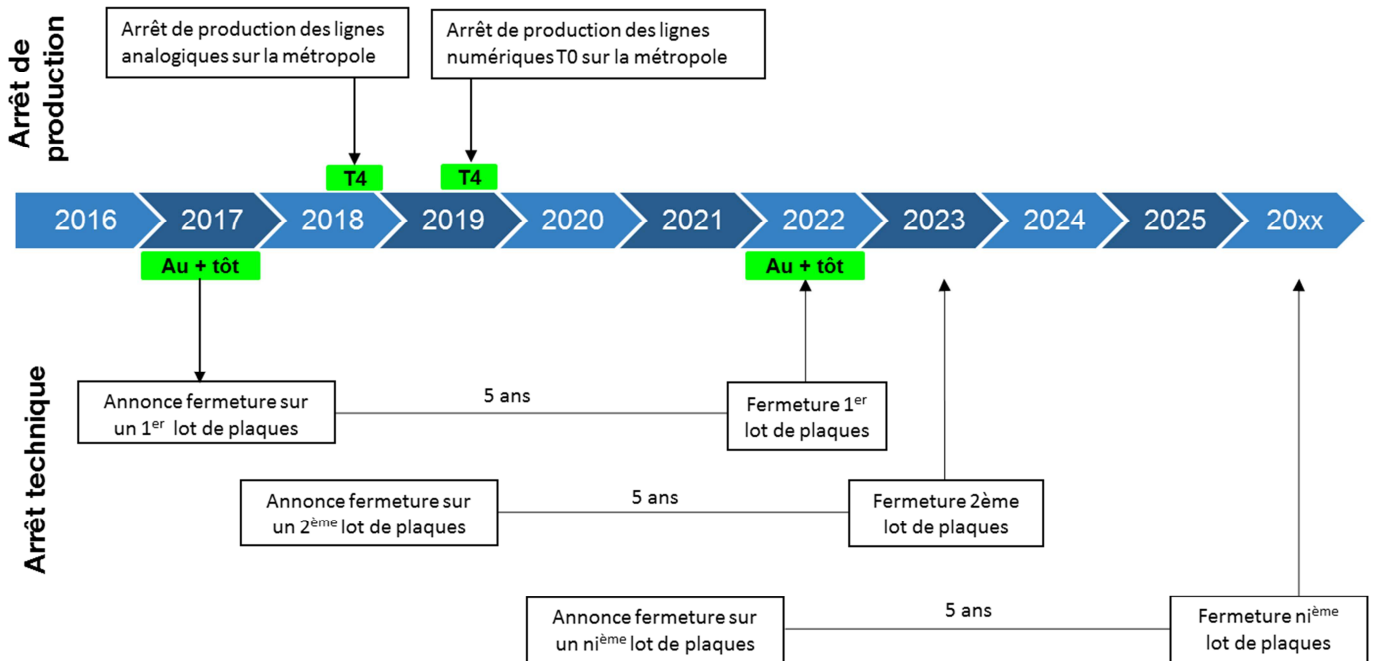 Arrêt de
production
Arrêt de production des lignes
analogiques sur la métropole
Arrêt de production des lignes
numériques T0 sur la métropole
T4
T4
2016
2017
2018
2019
2020
2021
2022
2023
2024
2025
20xx
Au + tôt
Au + tôt
Arrêt technique
Annonce fermeture sur
un 1er lot de plaques
5 ans
Fermeture 1er
lot de plaques
Annonce fermeture sur
un 2ème lot de plaques
5 ans
Fermeture 2ème
lot de plaques
Annonce fermeture sur
un nième lot de plaques
5 ans
Fermeture nième
lot de plaques